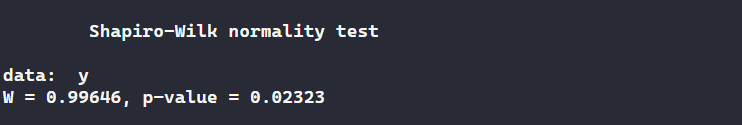 Shapiro-Wilk normality test
data:  y
W = 0.99646, p-value = 0.02323